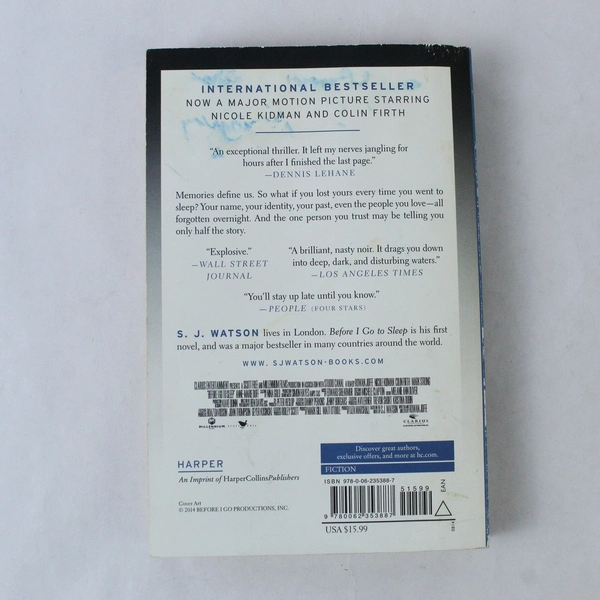 INTERNATIONAL BESTSELLER
NOW A MAJOR MOTION PICTURE STARRING
NICOLE KIDMAN AND COLIN FIRTH
“An exceptional thriller. It left my nerves jangling for
hours after I finished the last page.”
—DENNIS LEHANE
Memories define us. So what if you lost yours every time you went to
sleep? Your name, your identity, your past, even the people you love—all
forgotten overnight. And the one person you trust may be telling you
only half the story.
“Explosive.”
—WALL STREET
JOURNAL
“A brilliant, nasty noir. It drags you down
into deep, dark, and disturbing waters.”
—LOS ANGELES TIMES
“You’ll stay up late until you know.”
—PEOPLE (FOUR STARS)
S. J. WATSON lives in London. Before I Go to Sleep is his first
novel, and was a major bestseller in many countries around the world.
WWW.SJWATSON-BOOKS.COM
MILLENNIUM
CLARIUS
HARPER
An Imprint of HarperCollinsPublishers
Discover great authors,
exclusive offers, and more at hc.com.
FICTION
Cover Art
© 2014 BEFORE I GO PRODUCTIONS, INC.
ISBN 978-0-06-235388-7
51599
9 780062 353887
EAN
USA $15.99